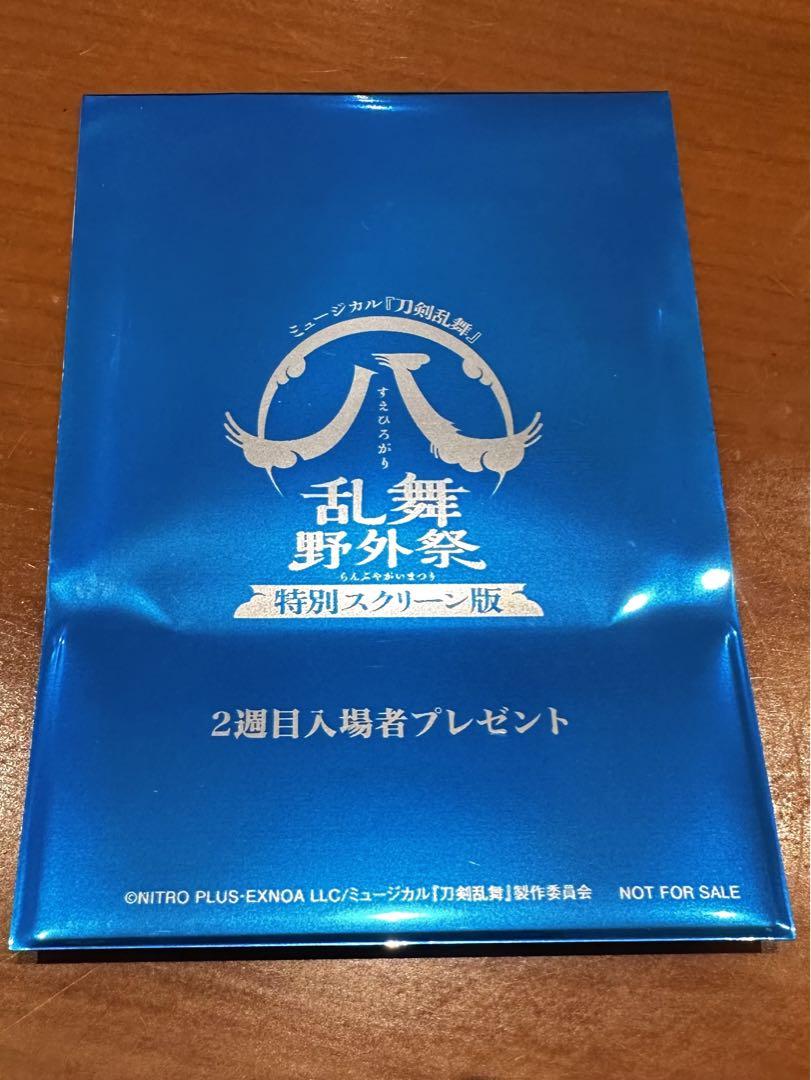 ミュージカル『刀剣乱舞』
八
すえひろがり
乱舞
野外祭
らんぶやがいまつり
特別スクリーン版
2週目入場者プレゼント
©NITRO PLUS・EXNOA LLC/ミュージカル『刀剣乱舞』製作委員会 NOT FOR SALE